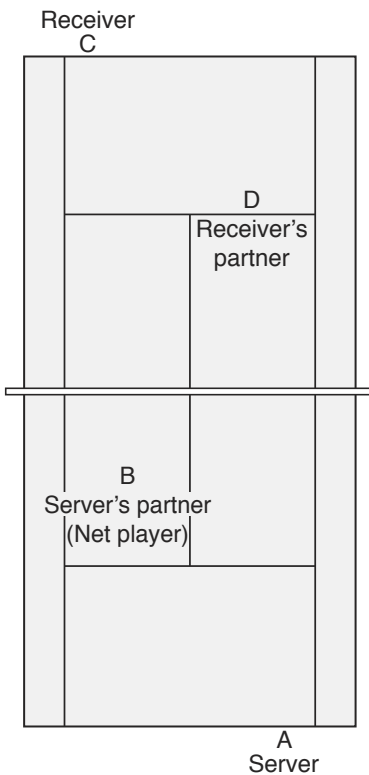 Receiver
C
D
Receiver's
partner
B
Server's partner
(Net player)
A
Server